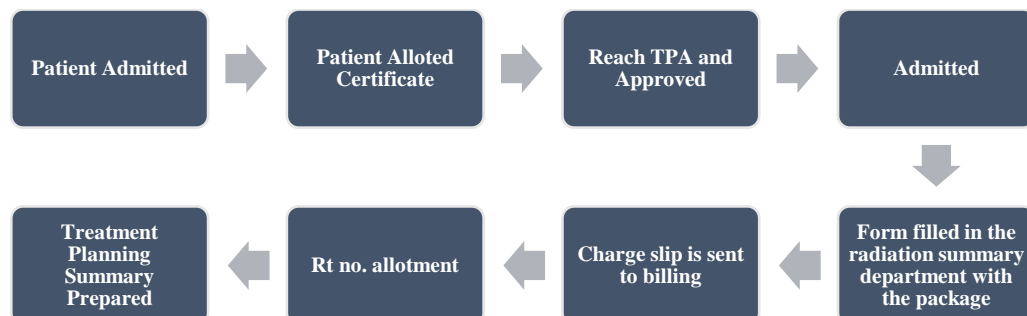 Patient Admitted
Patient Alloted
Certificate
Reach TPA and
Approved
Admitted
Form filled in the
radiation summary
department with
the package
Charge slip is sent
to billing
Rt no. allotment
Treatment
Planning
Summary
Prepared